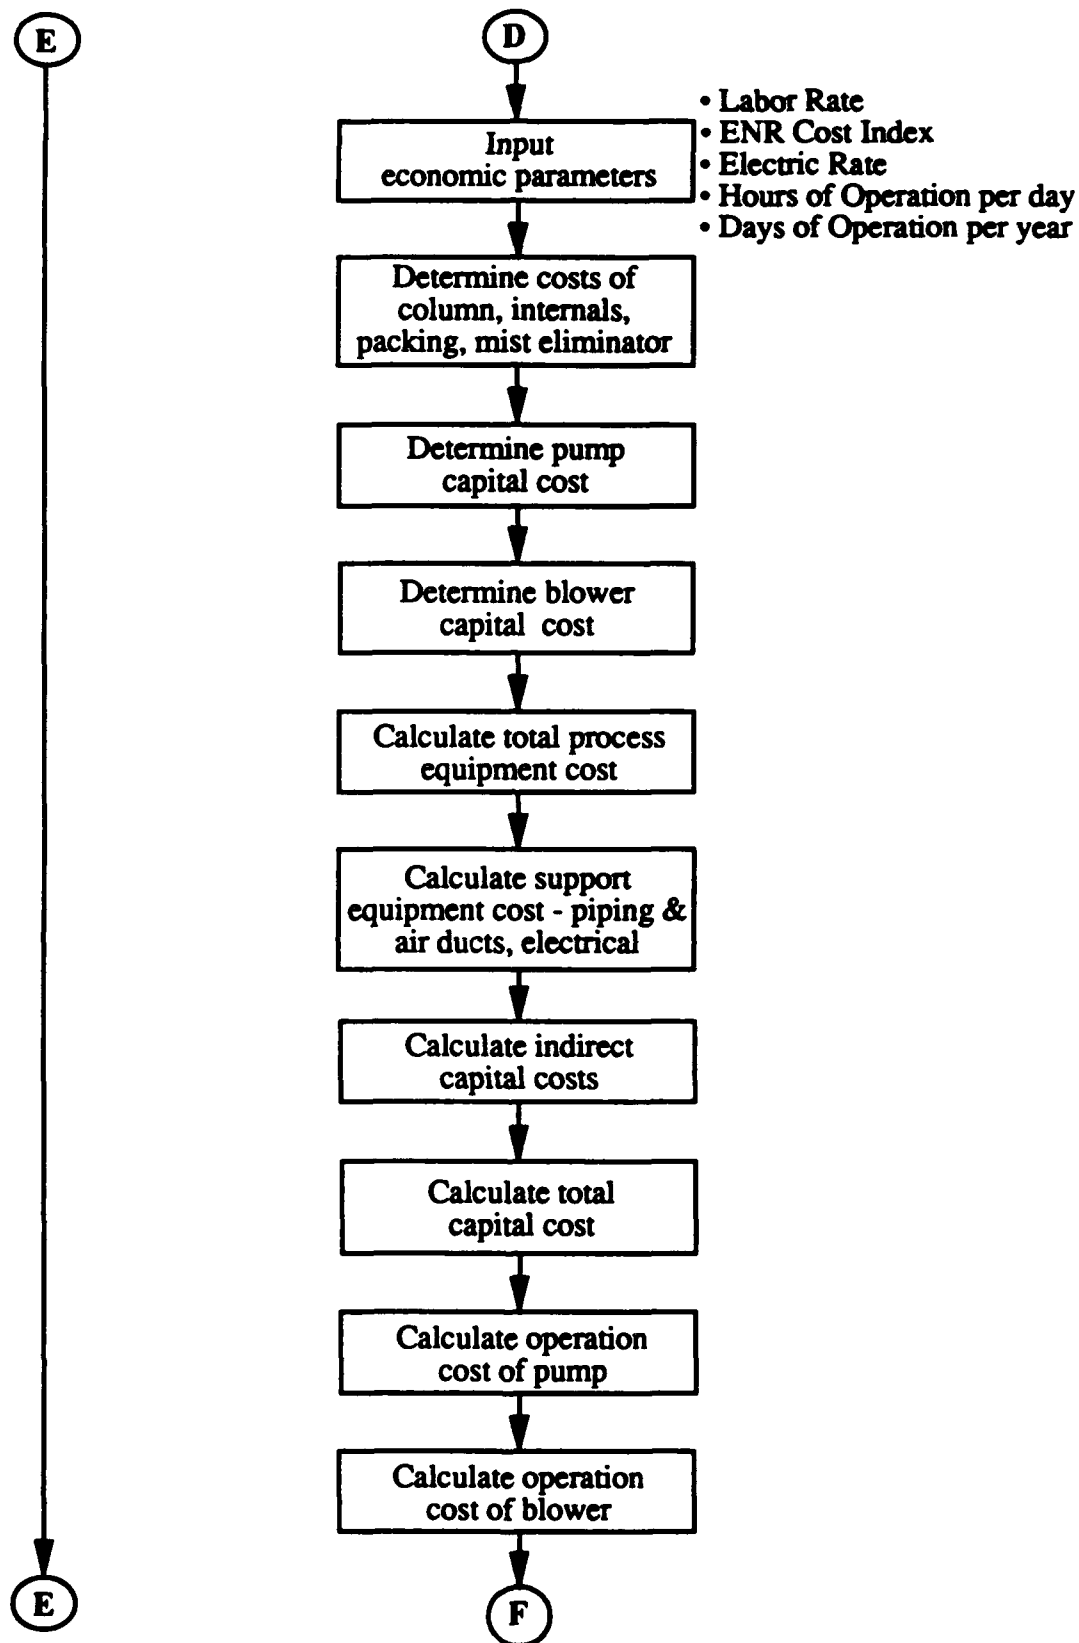 E
D
Input
economic parameters
• Labor Rate
• ENR Cost Index
• Electric Rate
• Hours of Operation per day
• Days of Operation per year
Determine costs of
column, internals,
packing, mist eliminator
Determine pump
capital cost
Determine blower
capital cost
Calculate total process
equipment cost
Calculate support
equipment cost - piping &
air ducts, electrical
Calculate indirect
capital costs
Calculate total
capital cost
Calculate operation
cost of pump
Calculate operation
cost of blower
E
F